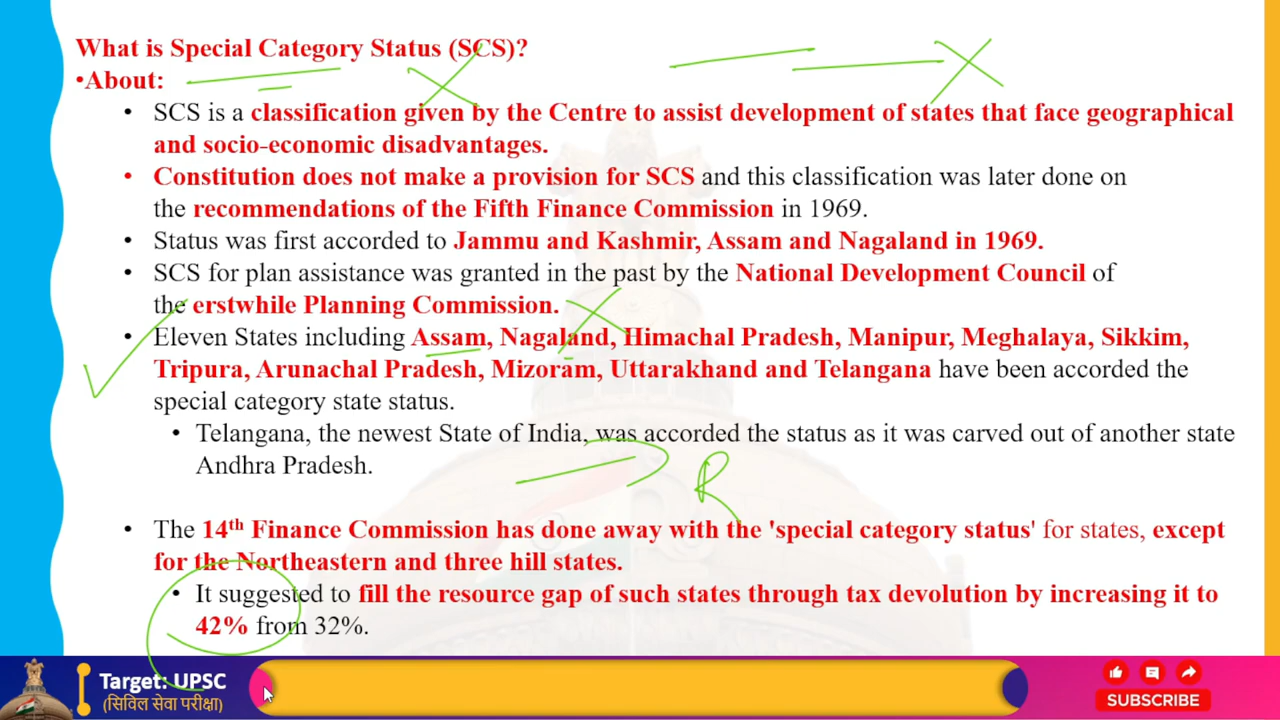 What is Special Category Status (SCS)?
•About:
• SCS is a classification given by the Centre to assist development of states that face geographical
and socio-economic disadvantages.
• Constitution does not make a provision for SCS and this classification was later done on
the recommendations of the Fifth Finance Commission in 1969.
• Status was first accorded to Jammu and Kashmir, Assam and Nagaland in 1969.
• SCS for plan assistance was granted in the past by the National Development Council of
the erstwhile Planning Commission.
• Eleven States including Assam, Nagaland, Himachal Pradesh, Manipur, Meghalaya, Sikkim,
Tripura, Arunachal Pradesh, Mizoram, Uttarakhand and Telangana have been accorded the
special category state status.
• Telangana, the newest State of India, was accorded the status as it was carved out of another state
Andhra Pradesh.
R
• The 14th Finance Commission has done away with the 'special category status' for states, except
for the Northeastern and three hill states.
• It suggested to fill the resource gap of such states through tax devolution by increasing it to
42% from 32%.
Target: UPSC
(सिविल सेवा परीक्षा)
SUBSCRIBE